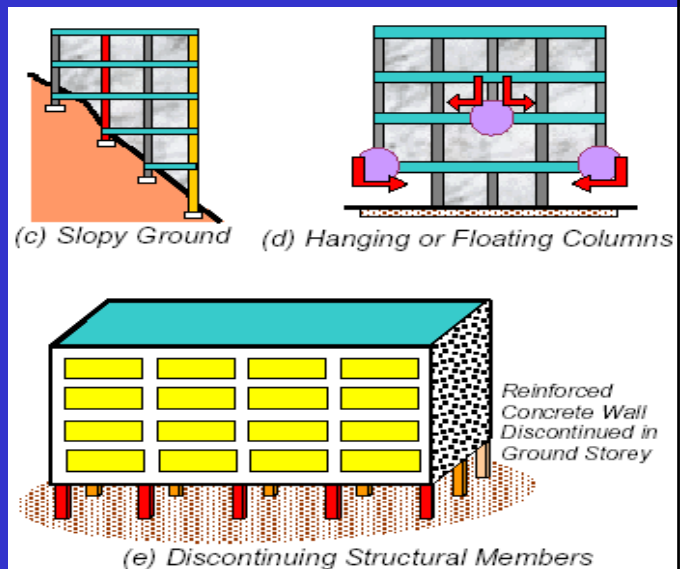 (c) Slopy Ground
(d) Hanging or Floating Columns
Reinforced
Concrete Wall
Discontinued in
Ground Storey
(e) Discontinuing Structural Members